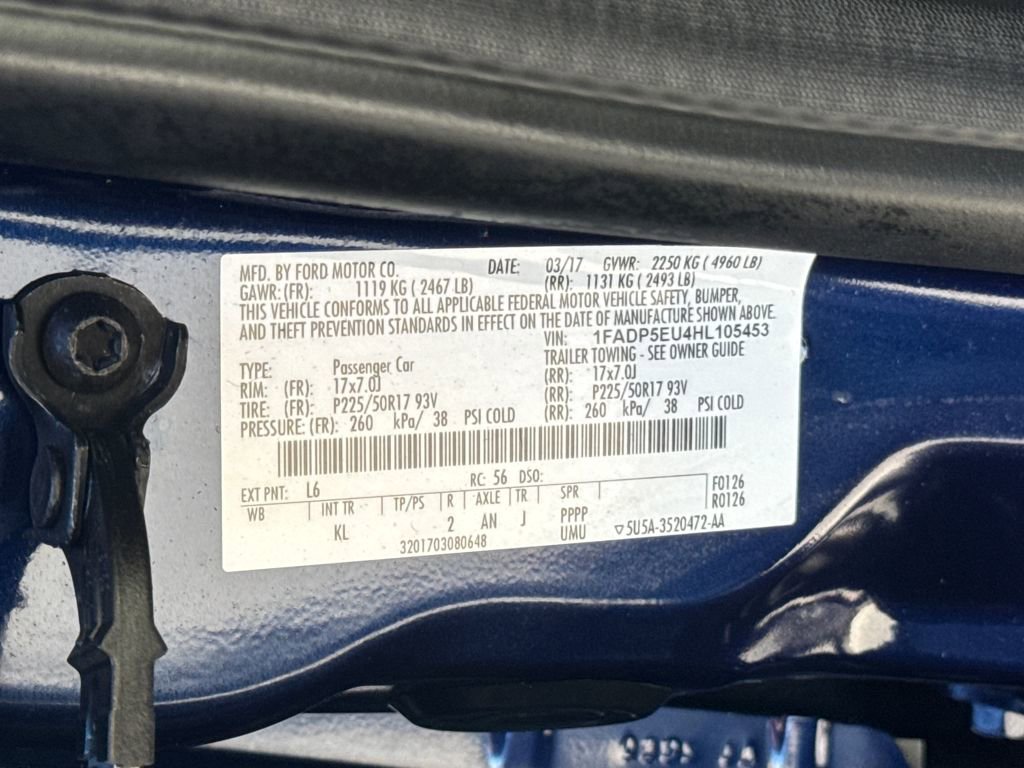 MFD. BY FORD MOTOR CO. DATE: 03/17 GVWR: 2250 KG ( 4960 LB)
GAWR: (FR): 1119 KG ( 2467 LB) (RR): 1131 KG ( 2493 LB)
THIS VEHICLE CONFORMS TO ALL APPLICABLE FEDERAL MOTOR VEHICLE SAFETY, BUMPER,
AND THEFT PREVENTION STANDARDS IN EFFECT ON THE DATE OF MANUFACTURE SHOWN ABOVE.
VIN: 1FADP5EU4HL105453
TYPE: Passenger Car TRAILER TOWING - SEE OWNER GUIDE
RIM: (FR): 17x7.0J (RR): 17x7.0J
TIRE: (FR): P225/50R17 93V (RR): P225/50R17 93V
PRESSURE: (FR): 260 kPa/ 38 PSI COLD (RR): 260 kPa/ 38 PSI COLD
EXT PNT: L6 RC: 56 DSO: F0126
WB INT TR TP/PS R AXLE TR SPR R0126
KL 2 AN J PPPP
3201703080648 UMU ▽5U5A-3520472-AA